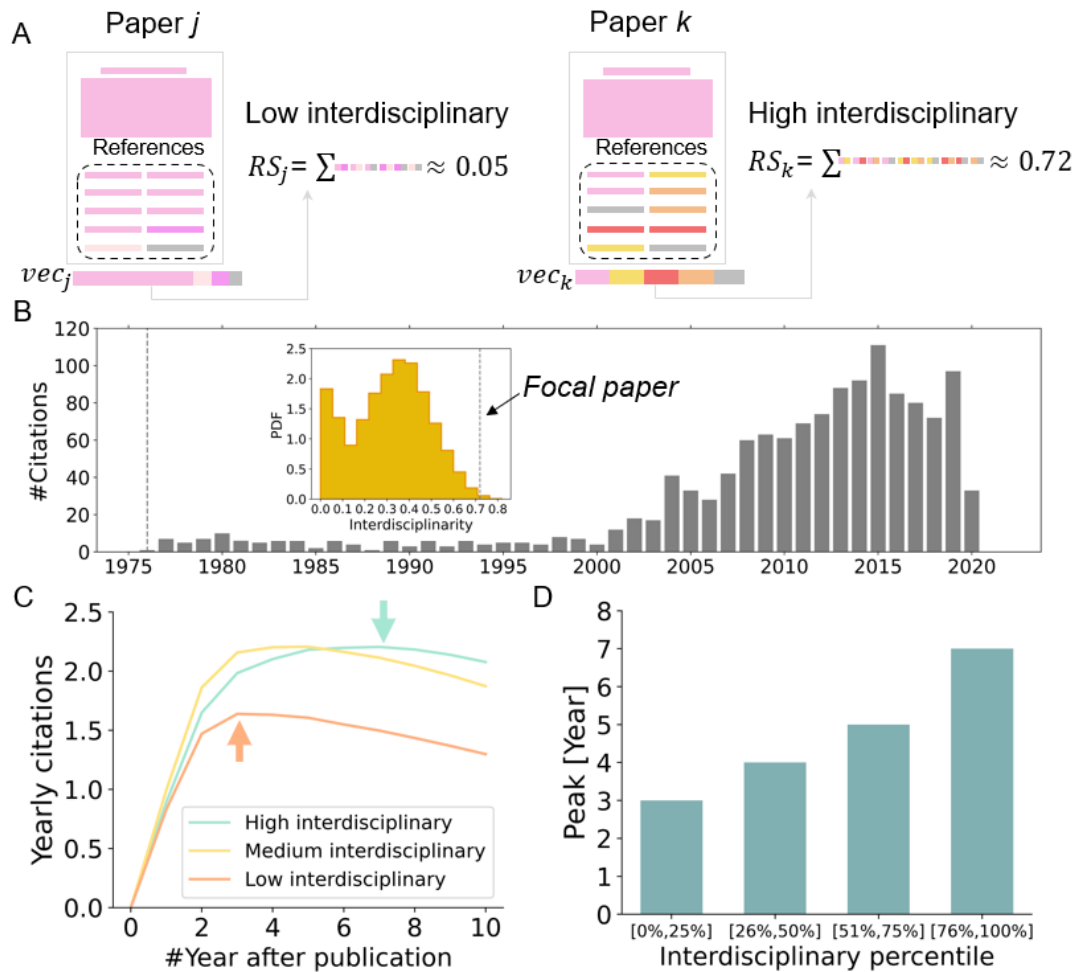 A
Paper j
Paper k
References
Low interdisciplinary
RS_j = ∑ ≈ 0.05
vec_j
References
High interdisciplinary
RS_k = ∑ ≈ 0.72
vec_k
B
#Citations
120
100
80
60
40
20
0
1975
1980
1985
1990
1995
2000
2005
2010
2015
2020
PDF
2.5
2.0
1.5
1.0
0.5
0.0
0.0 0.1 0.2 0.3 0.4 0.5 0.6 0.7 0.8
Interdisciplinarity
Focal paper
C
Yearly citations
2.5
2.0
1.5
1.0
0.5
0.0
High interdisciplinary
Medium interdisciplinary
Low interdisciplinary
0 2 4 6 8 10
#Year after publication
D
Peak [Year]
8
7
6
5
4
3
2
1
0
[0%,25%] [26%,50%] [51%,75%] [76%,100%]
Interdisciplinary percentile